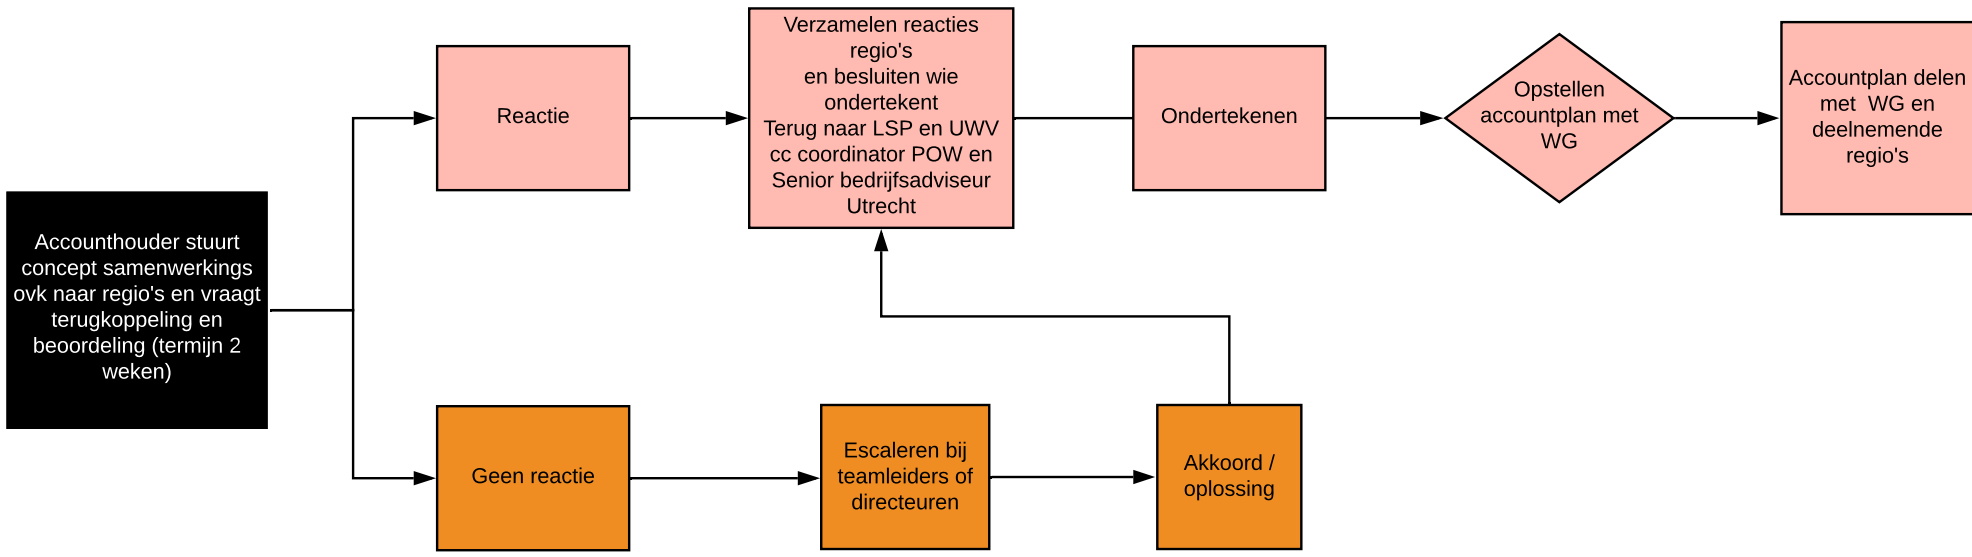 Accounthouder stuurt
concept samenwerkings
ovk naar regio's en vraagt
terugkoppeling en
beoordeling (termijn 2
weken)
Reactie
Verzamelen reacties
regio's
en besluiten wie
ondertekent
Terug naar LSP en UWV
cc coordinator POW en
Senior bedrijfsadviseur
Utrecht
Ondertekenen
Opstellen
accountplan met
WG
Accountplan delen
met  WG en
deelnemende
regio's
Geen reactie
Escaleren bij
teamleiders of
directeuren
Akkoord /
oplossing